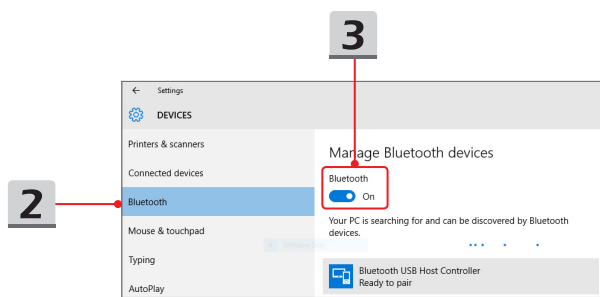 3
← Settings
DEVICES
Printers & scanners
Connected devices
Bluetooth
Mouse & touchpad
Typing
AutoPlay
2
Manage Bluetooth devices
Bluetooth
On
Your PC is searching for and can be discovered by Bluetooth
devices.
Bluetooth USB Host Controller
Ready to pair